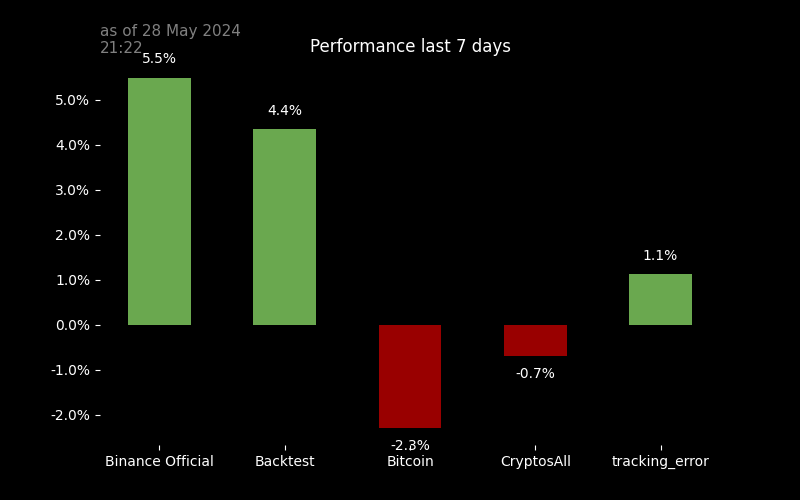 as of 28 May 2024
21:22
Performance last 7 days
5.5%
4.4%
1.1%
-0.7%
-2.3%
5.0%
4.0%
3.0%
2.0%
1.0%
0.0%
-1.0%
-2.0%
Binance Official
Backtest
Bitcoin
CryptosAll
tracking_error